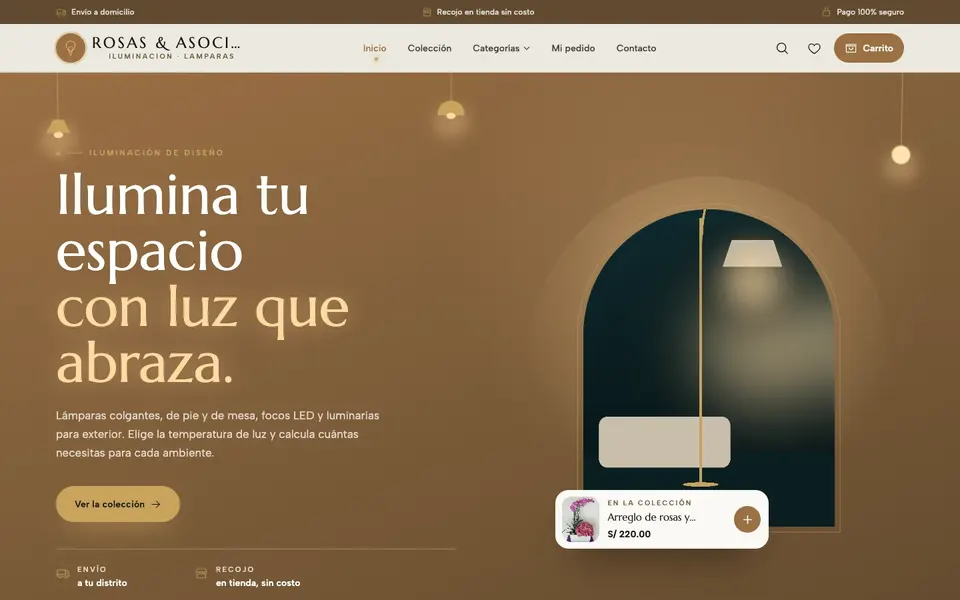 Envío a domicilio
Recojo en tienda sin costo
Pago 100% seguro
ROSAS & ASOCI...
ILUMINACIÓN · LÁMPARAS
Inicio
Colección
Categorías
Mi pedido
Contacto
Carrito
ILUMINACIÓN DE DISEÑO
Ilumina tu
espacio
con luz que
abraza.
Lámparas colgantes, de pie y de mesa, focos LED y luminarias
para exterior. Elige la temperatura de luz y calcula cuántas
necesitas para cada ambiente.
Ver la colección →
EN LA COLECCIÓN
Arreglo de rosas y...
S/ 220.00
ENVÍO
a tu distrito
RECOJO
en tienda, sin costo